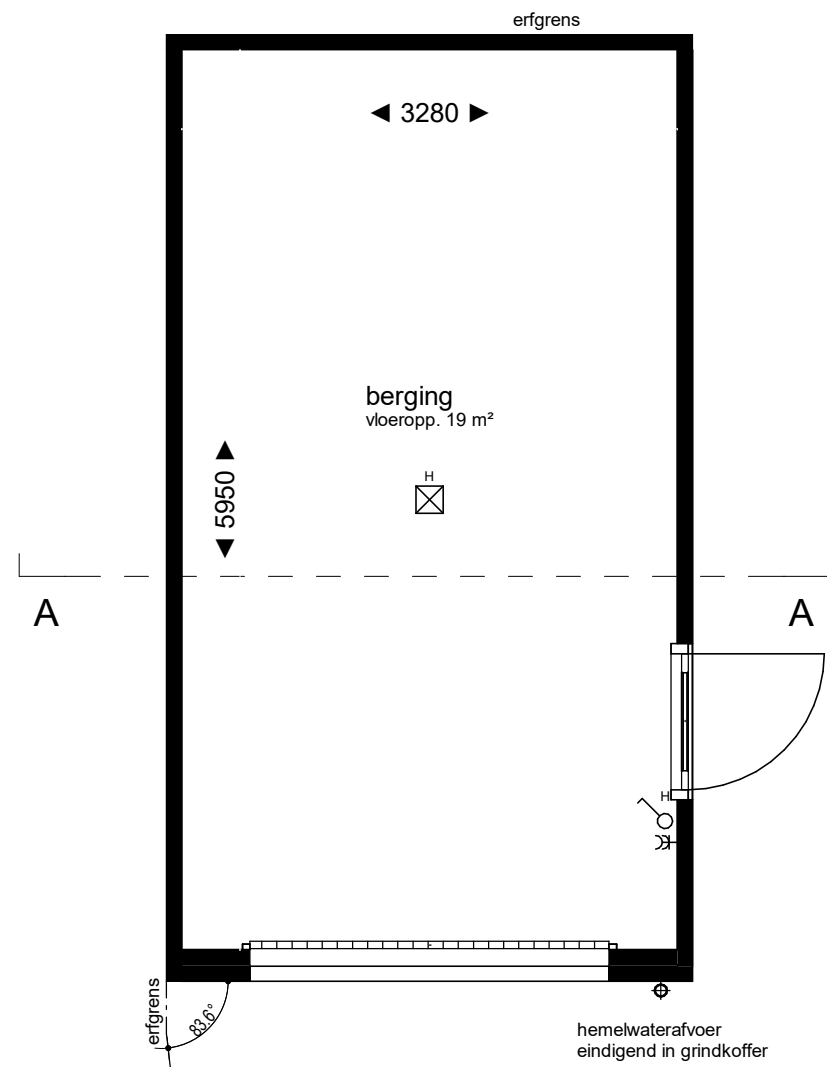 erfgrens
◄ 3280 ►
berging
vloeropp. 19 m²
H
◄ 5950 ►
A
A
H
erfgrens
83.6°
hemelwaterafvoer
eindigend in grindkoffer